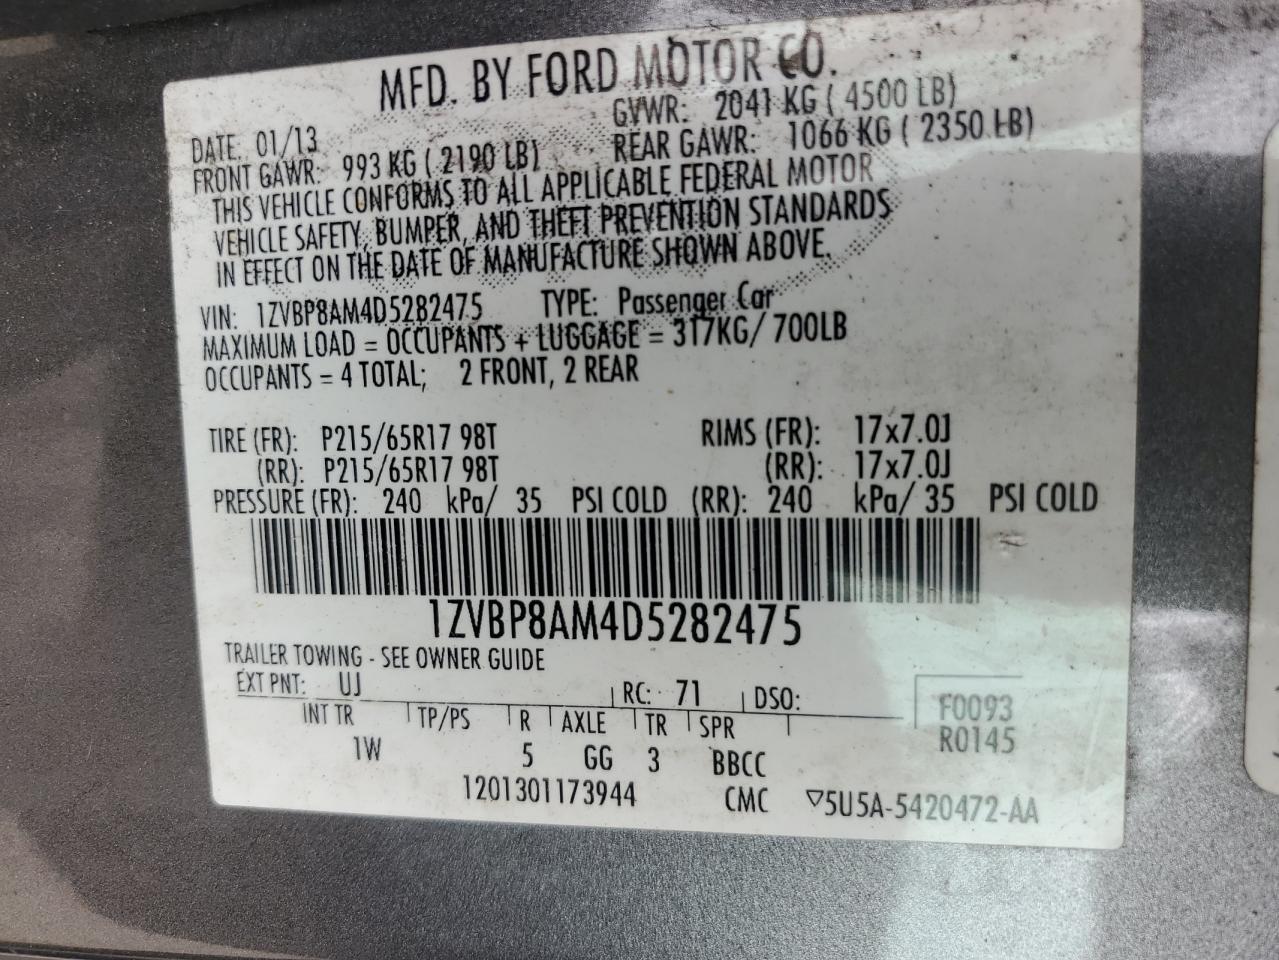 MFD. BY FORD MOTOR CO.
DATE: 01/13 GVWR: 2041 KG ( 4500 LB)
FRONT GAWR: 993 KG ( 2190 LB) REAR GAWR: 1066 KG ( 2350 LB)
THIS VEHICLE CONFORMS TO ALL APPLICABLE FEDERAL MOTOR
VEHICLE SAFETY, BUMPER, AND THEFT PREVENTION STANDARDS
IN EFFECT ON THE DATE OF MANUFACTURE SHOWN ABOVE.
VIN: 1ZVBP8AM4D5282475 TYPE: Passenger Car
MAXIMUM LOAD = OCCUPANTS + LUGGAGE = 317KG/ 700LB
OCCUPANTS = 4 TOTAL; 2 FRONT, 2 REAR
TIRE (FR): P215/65R17 98T RIMS (FR): 17x7.0J
(RR): P215/65R17 98T (RR): 17x7.0J
PRESSURE (FR): 240 kPa/ 35 PSI COLD (RR): 240 kPa/ 35 PSI COLD
1ZVBP8AM4D5282475
TRAILER TOWING - SEE OWNER GUIDE
EXT PNT: UJ RC: 71 DSO: F0093
INT TR TP/PS R AXLE TR SPR R0145
1W 5 GG 3 BBCC
1201301173944 CMC ▽5U5A-5420472-AA